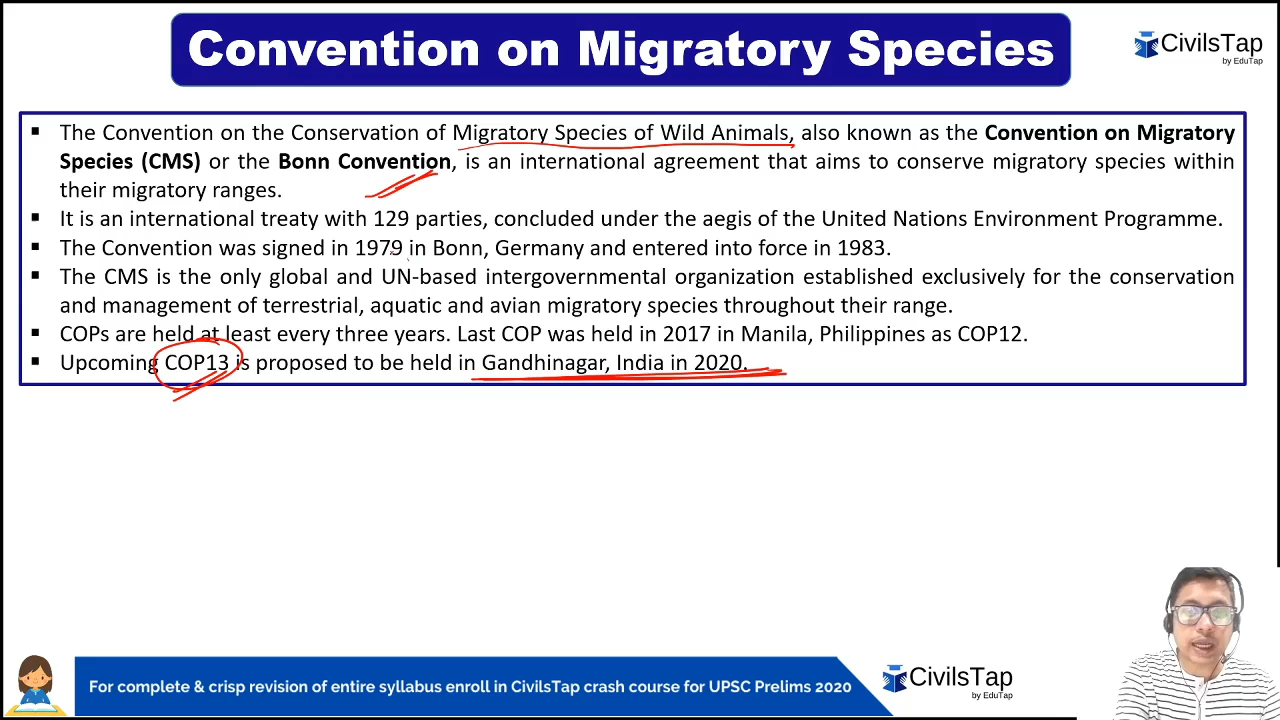 Convention on Migratory Species
CivilsTap
by EduTap
▪ The Convention on the Conservation of Migratory Species of Wild Animals, also known as the Convention on Migratory
Species (CMS) or the Bonn Convention, is an international agreement that aims to conserve migratory species within
their migratory ranges.
▪ It is an international treaty with 129 parties, concluded under the aegis of the United Nations Environment Programme.
▪ The Convention was signed in 1979 in Bonn, Germany and entered into force in 1983.
▪ The CMS is the only global and UN-based intergovernmental organization established exclusively for the conservation
and management of terrestrial, aquatic and avian migratory species throughout their range.
▪ COPs are held at least every three years. Last COP was held in 2017 in Manila, Philippines as COP12.
▪ Upcoming COP13 is proposed to be held in Gandhinagar, India in 2020.
For complete & crisp revision of entire syllabus enroll in CivilsTap crash course for UPSC Prelims 2020
CivilsTap
by EduTap